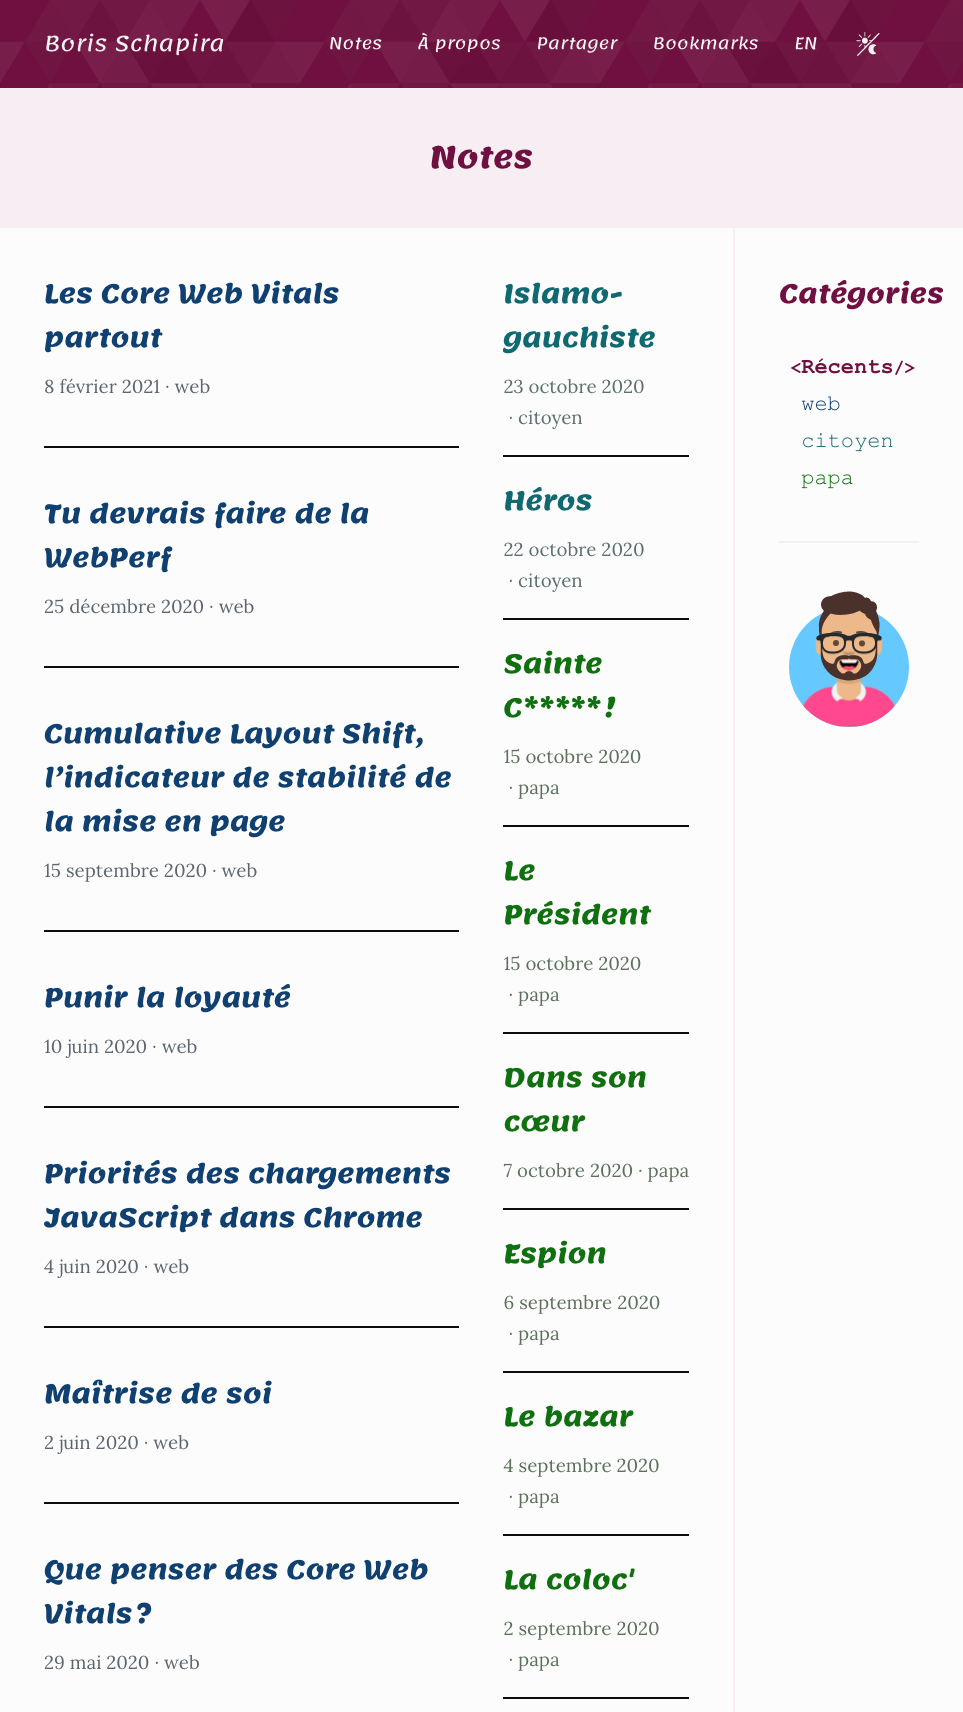 Boris Schapira
Notes
À propos
Partager
Bookmarks
EN
Notes
Les Core Web Vitals
partout
8 février 2021 · web
Tu devrais faire de la
WebPerf
25 décembre 2020 · web
Cumulative Layout Shift,
l’indicateur de stabilité de
la mise en page
15 septembre 2020 · web
Punir la loyauté
10 juin 2020 · web
Priorités des chargements
JavaScript dans Chrome
4 juin 2020 · web
Maîtrise de soi
2 juin 2020 · web
Que penser des Core Web
Vitals ?
29 mai 2020 · web
Islamo-
gauchiste
23 octobre 2020
· citoyen
Héros
22 octobre 2020
· citoyen
Sainte
C***** !
15 octobre 2020
· papa
Le
Président
15 octobre 2020
· papa
Dans son
cœur
7 octobre 2020 · papa
Espion
6 septembre 2020
· papa
Le bazar
4 septembre 2020
· papa
La coloc'
2 septembre 2020
· papa
Catégories
<Récents/>
web
citoyen
papa